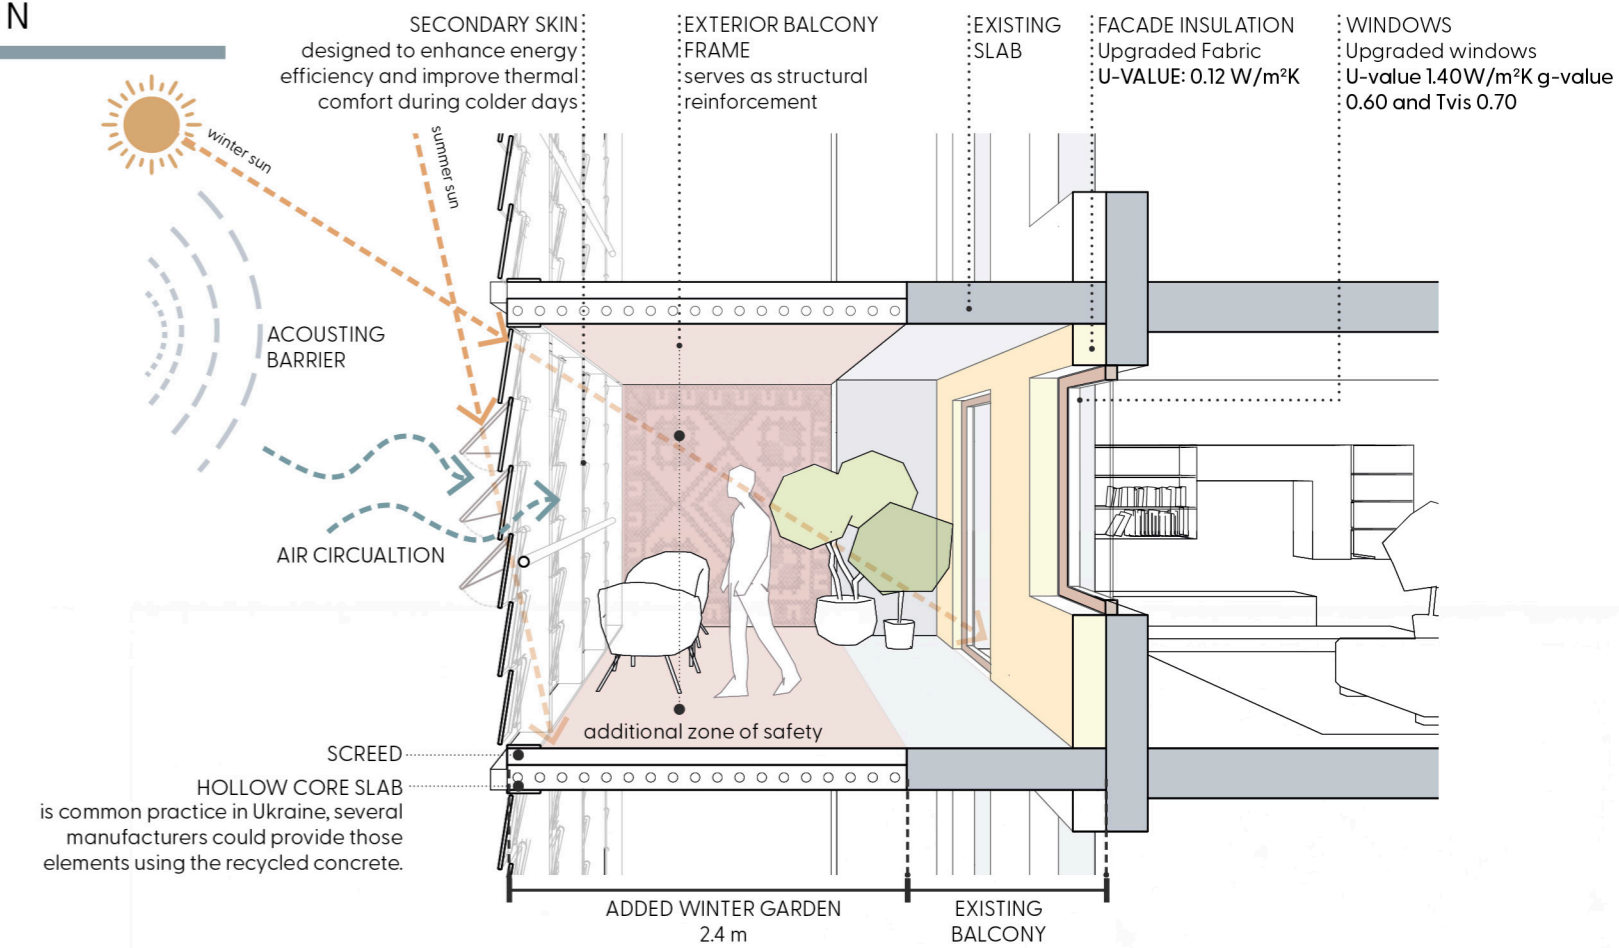 N
SECONDARY SKIN
designed to enhance energy
efficiency and improve thermal
comfort during colder days
EXTERIOR BALCONY
FRAME
serves as structural
reinforcement
EXISTING
SLAB
FACADE INSULATION
Upgraded Fabric
U-VALUE: 0.12 W/m²K
WINDOWS
Upgraded windows
U-value 1.40W/m²K g-value
0.60 and Tvis 0.70
winter sun
summer sun
ACOUSTING
BARRIER
AIR CIRCUALTION
additional zone of safety
SCREED
HOLLOW CORE SLAB
is common practice in Ukraine, several
manufacturers could provide those
elements using the recycled concrete.
ADDED WINTER GARDEN
2.4 m
EXISTING
BALCONY